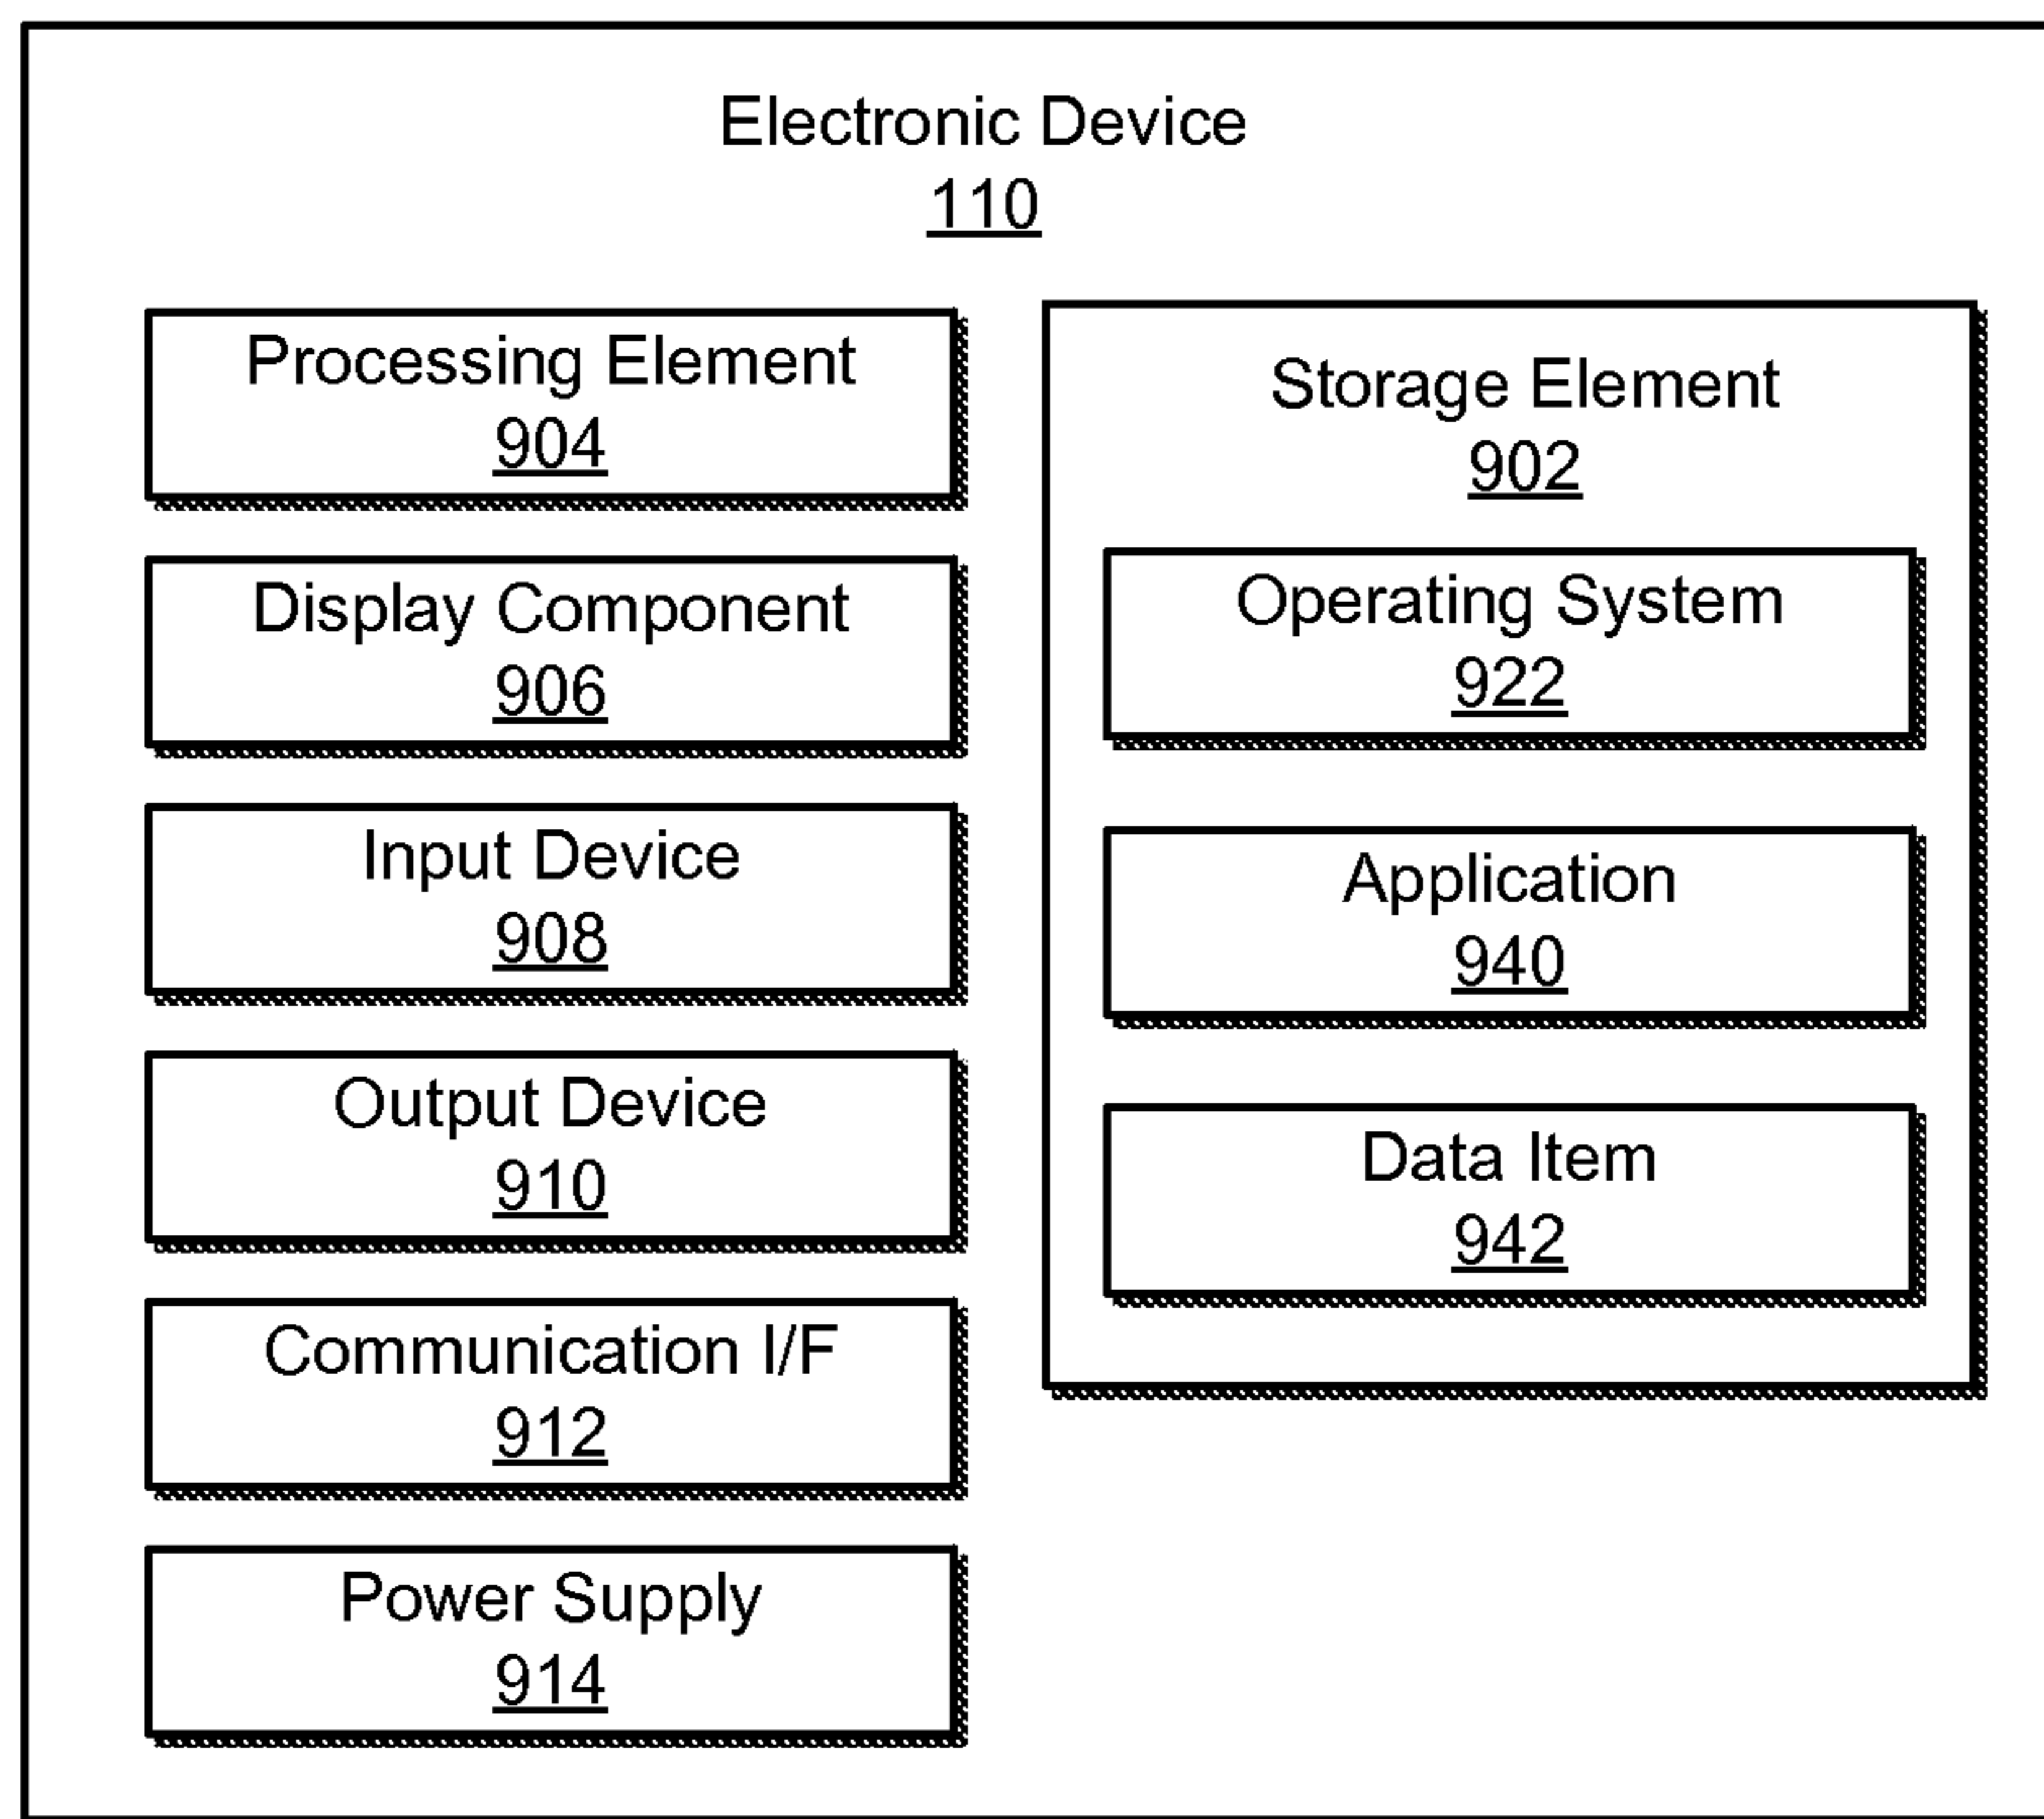 Electronic Device
110
Processing Element
904
Display Component
906
Input Device
908
Output Device
910
Communication I/F
912
Power Supply
914
Storage Element
902
Operating System
922
Application
940
Data Item
942